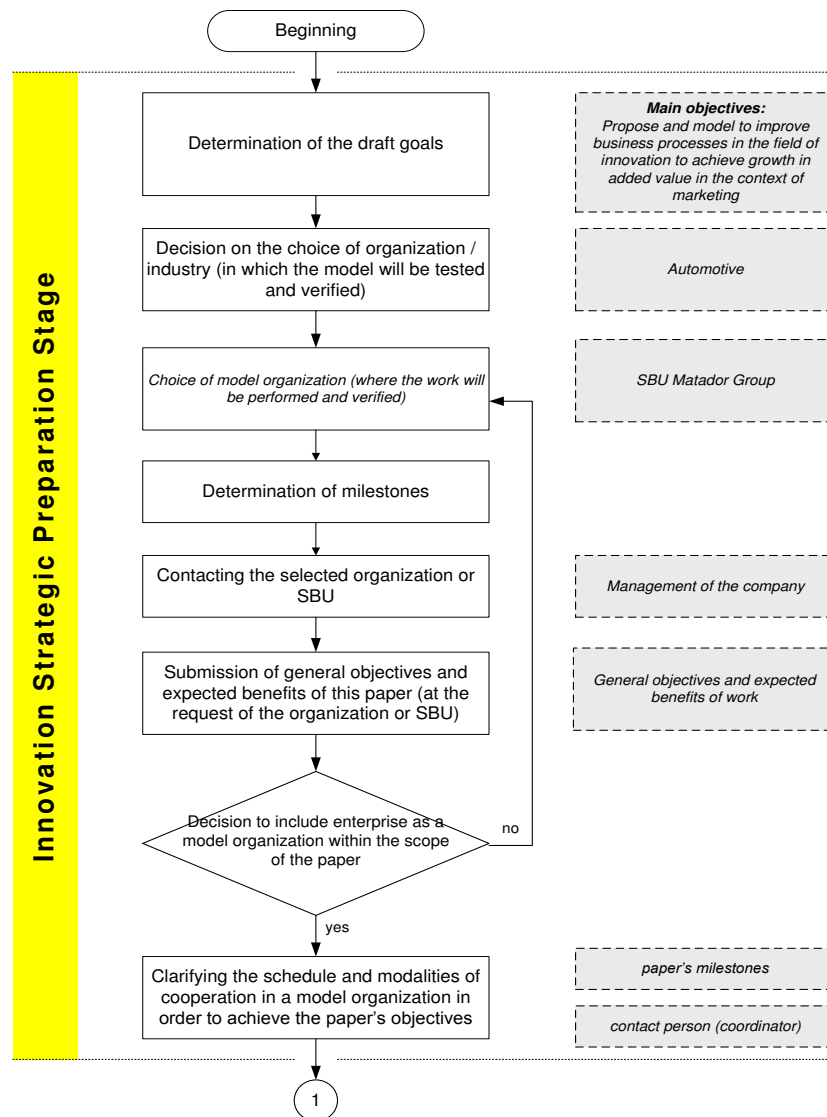 Beginning
Innovation Strategic Preparation Stage
Determination of the draft goals
Main objectives:
Propose and model to improve
business processes in the field of
innovation to achieve growth in
added value in the context of
marketing
Decision on the choice of organization /
industry (in which the model will be tested
and verified)
Automotive
Choice of model organization (where the work will
be performed and verified)
SBU Matador Group
Determination of milestones
Contacting the selected organization or
SBU
Management of the company
Submission of general objectives and
expected benefits of this paper (at the
request of the organization or SBU)
General objectives and expected
benefits of work
Decision to include enterprise as a
model organization within the scope
of the paper
no
yes
Clarifying the schedule and modalities of
cooperation in a model organization in
order to achieve the paper's objectives
paper's milestones
contact person (coordinator)
1